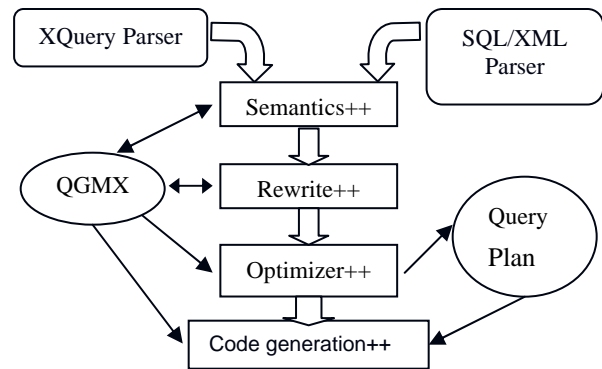 XQuery Parser
SQL/XML
Parser
Semantics++
QGMX
Rewrite++
Query
Plan
Optimizer++
Code generation++